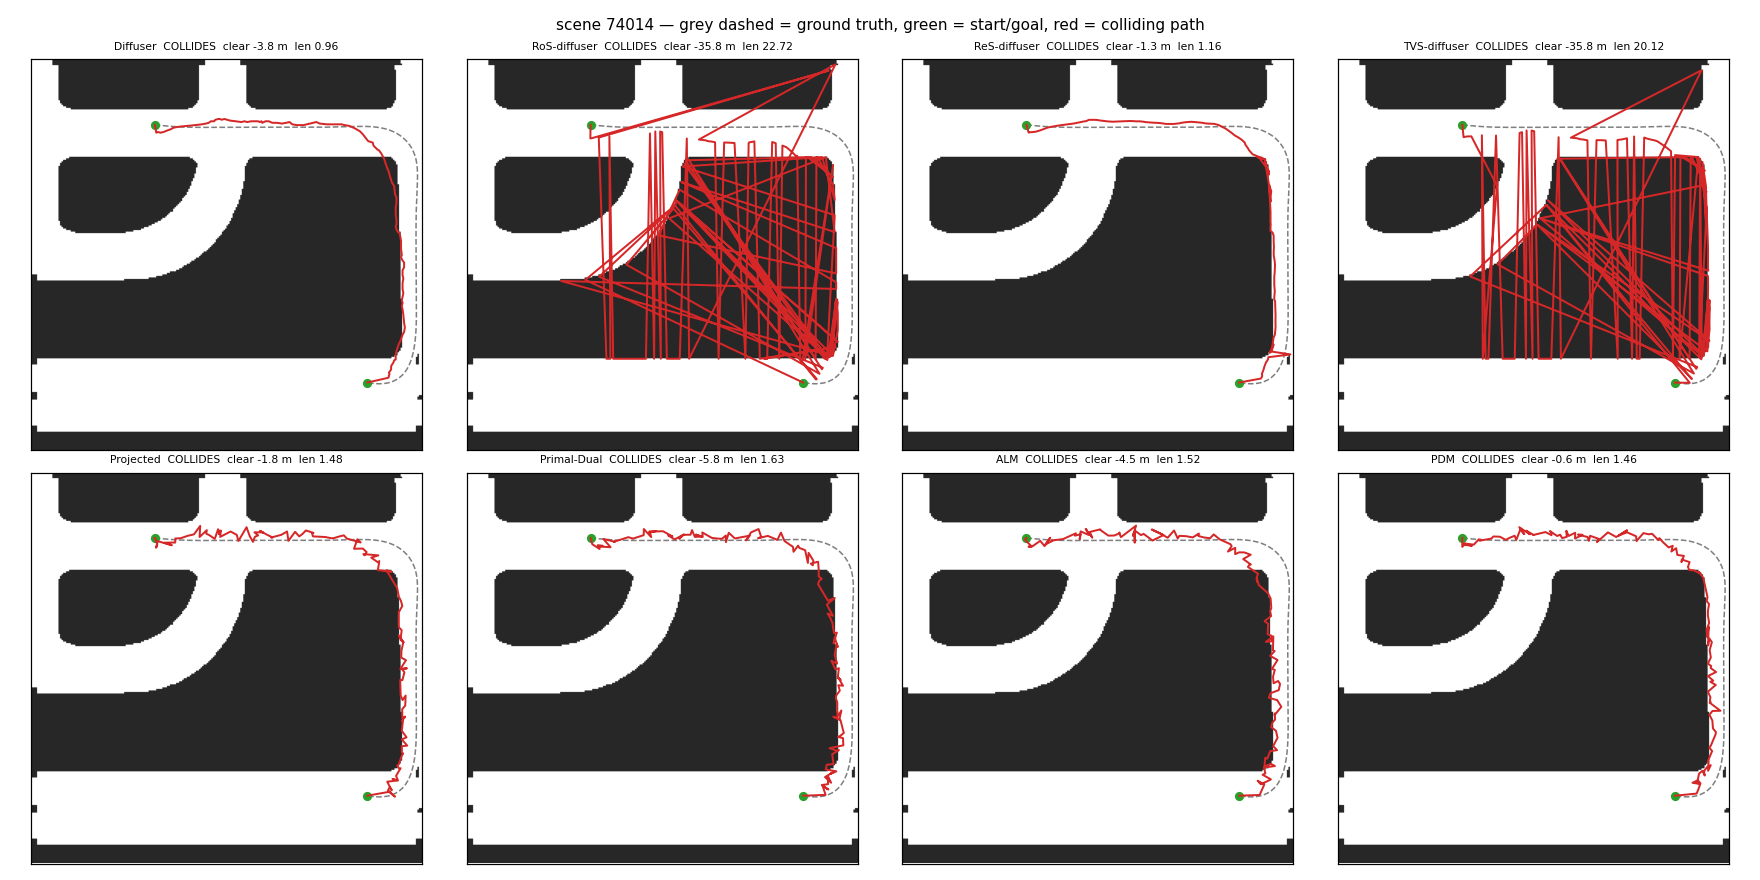 scene 74014 — grey dashed = ground truth, green = start/goal, red = colliding path
Diffuser  COLLIDES  clear -3.8 m  len 0.96
RoS-diffuser  COLLIDES  clear -35.8 m  len 22.72
ReS-diffuser  COLLIDES  clear -1.3 m  len 1.16
TVS-diffuser  COLLIDES  clear -35.8 m  len 20.12
Projected  COLLIDES  clear -1.8 m  len 1.48
Primal-Dual  COLLIDES  clear -5.8 m  len 1.63
ALM  COLLIDES  clear -4.5 m  len 1.52
PDM  COLLIDES  clear -0.6 m  len 1.46